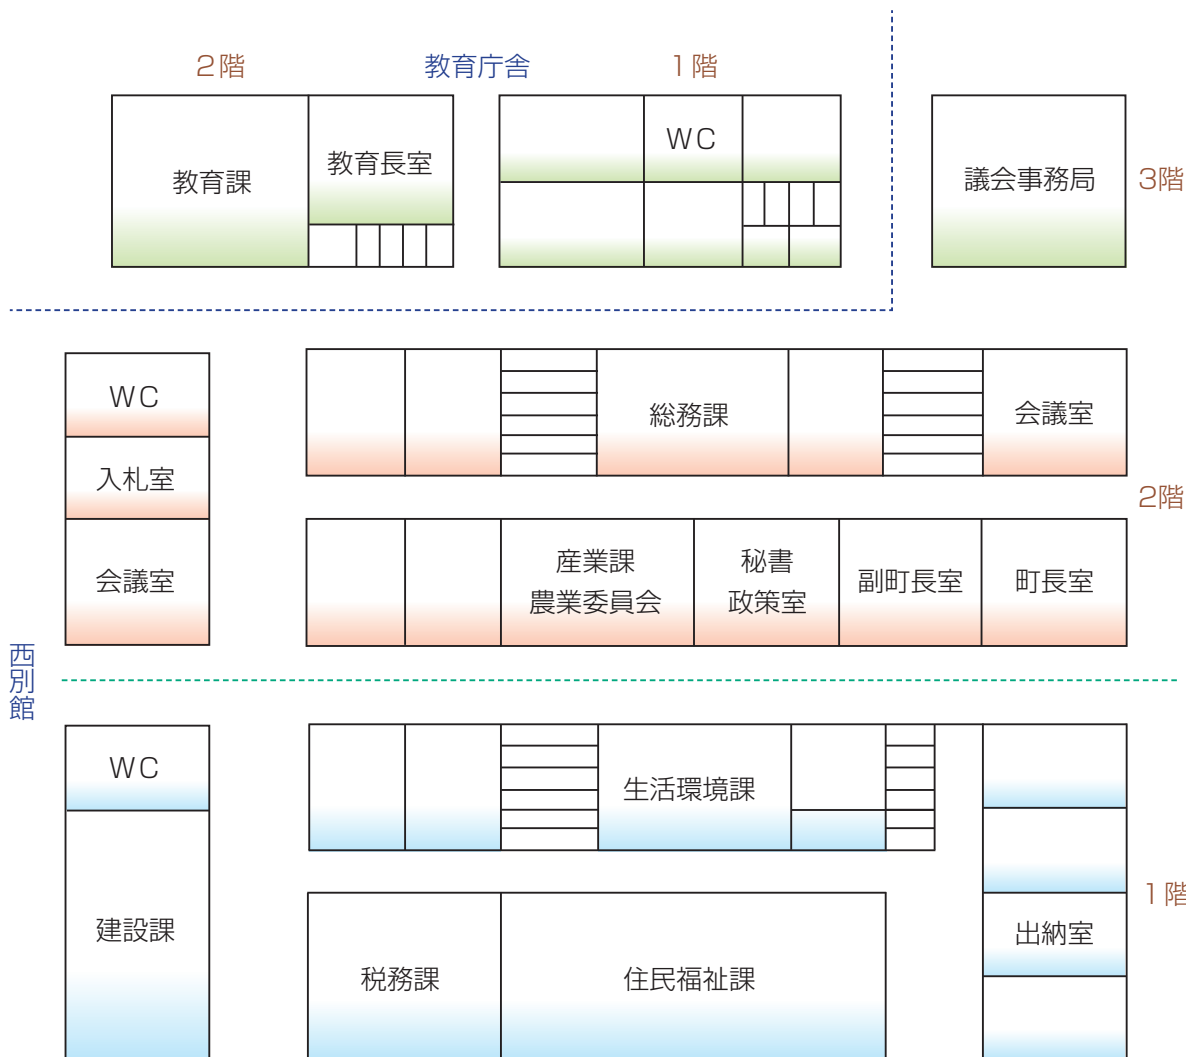 2階
教育庁舎
1階
教育課
教育長室
WC
議会事務局
3階
WC
入札室
会議室
総務課
会議室
2階
産業課
農業委員会
秘書
政策室
副町長室
町長室
西別館
WC
建設課
生活環境課
税務課
住民福祉課
出納室
1階